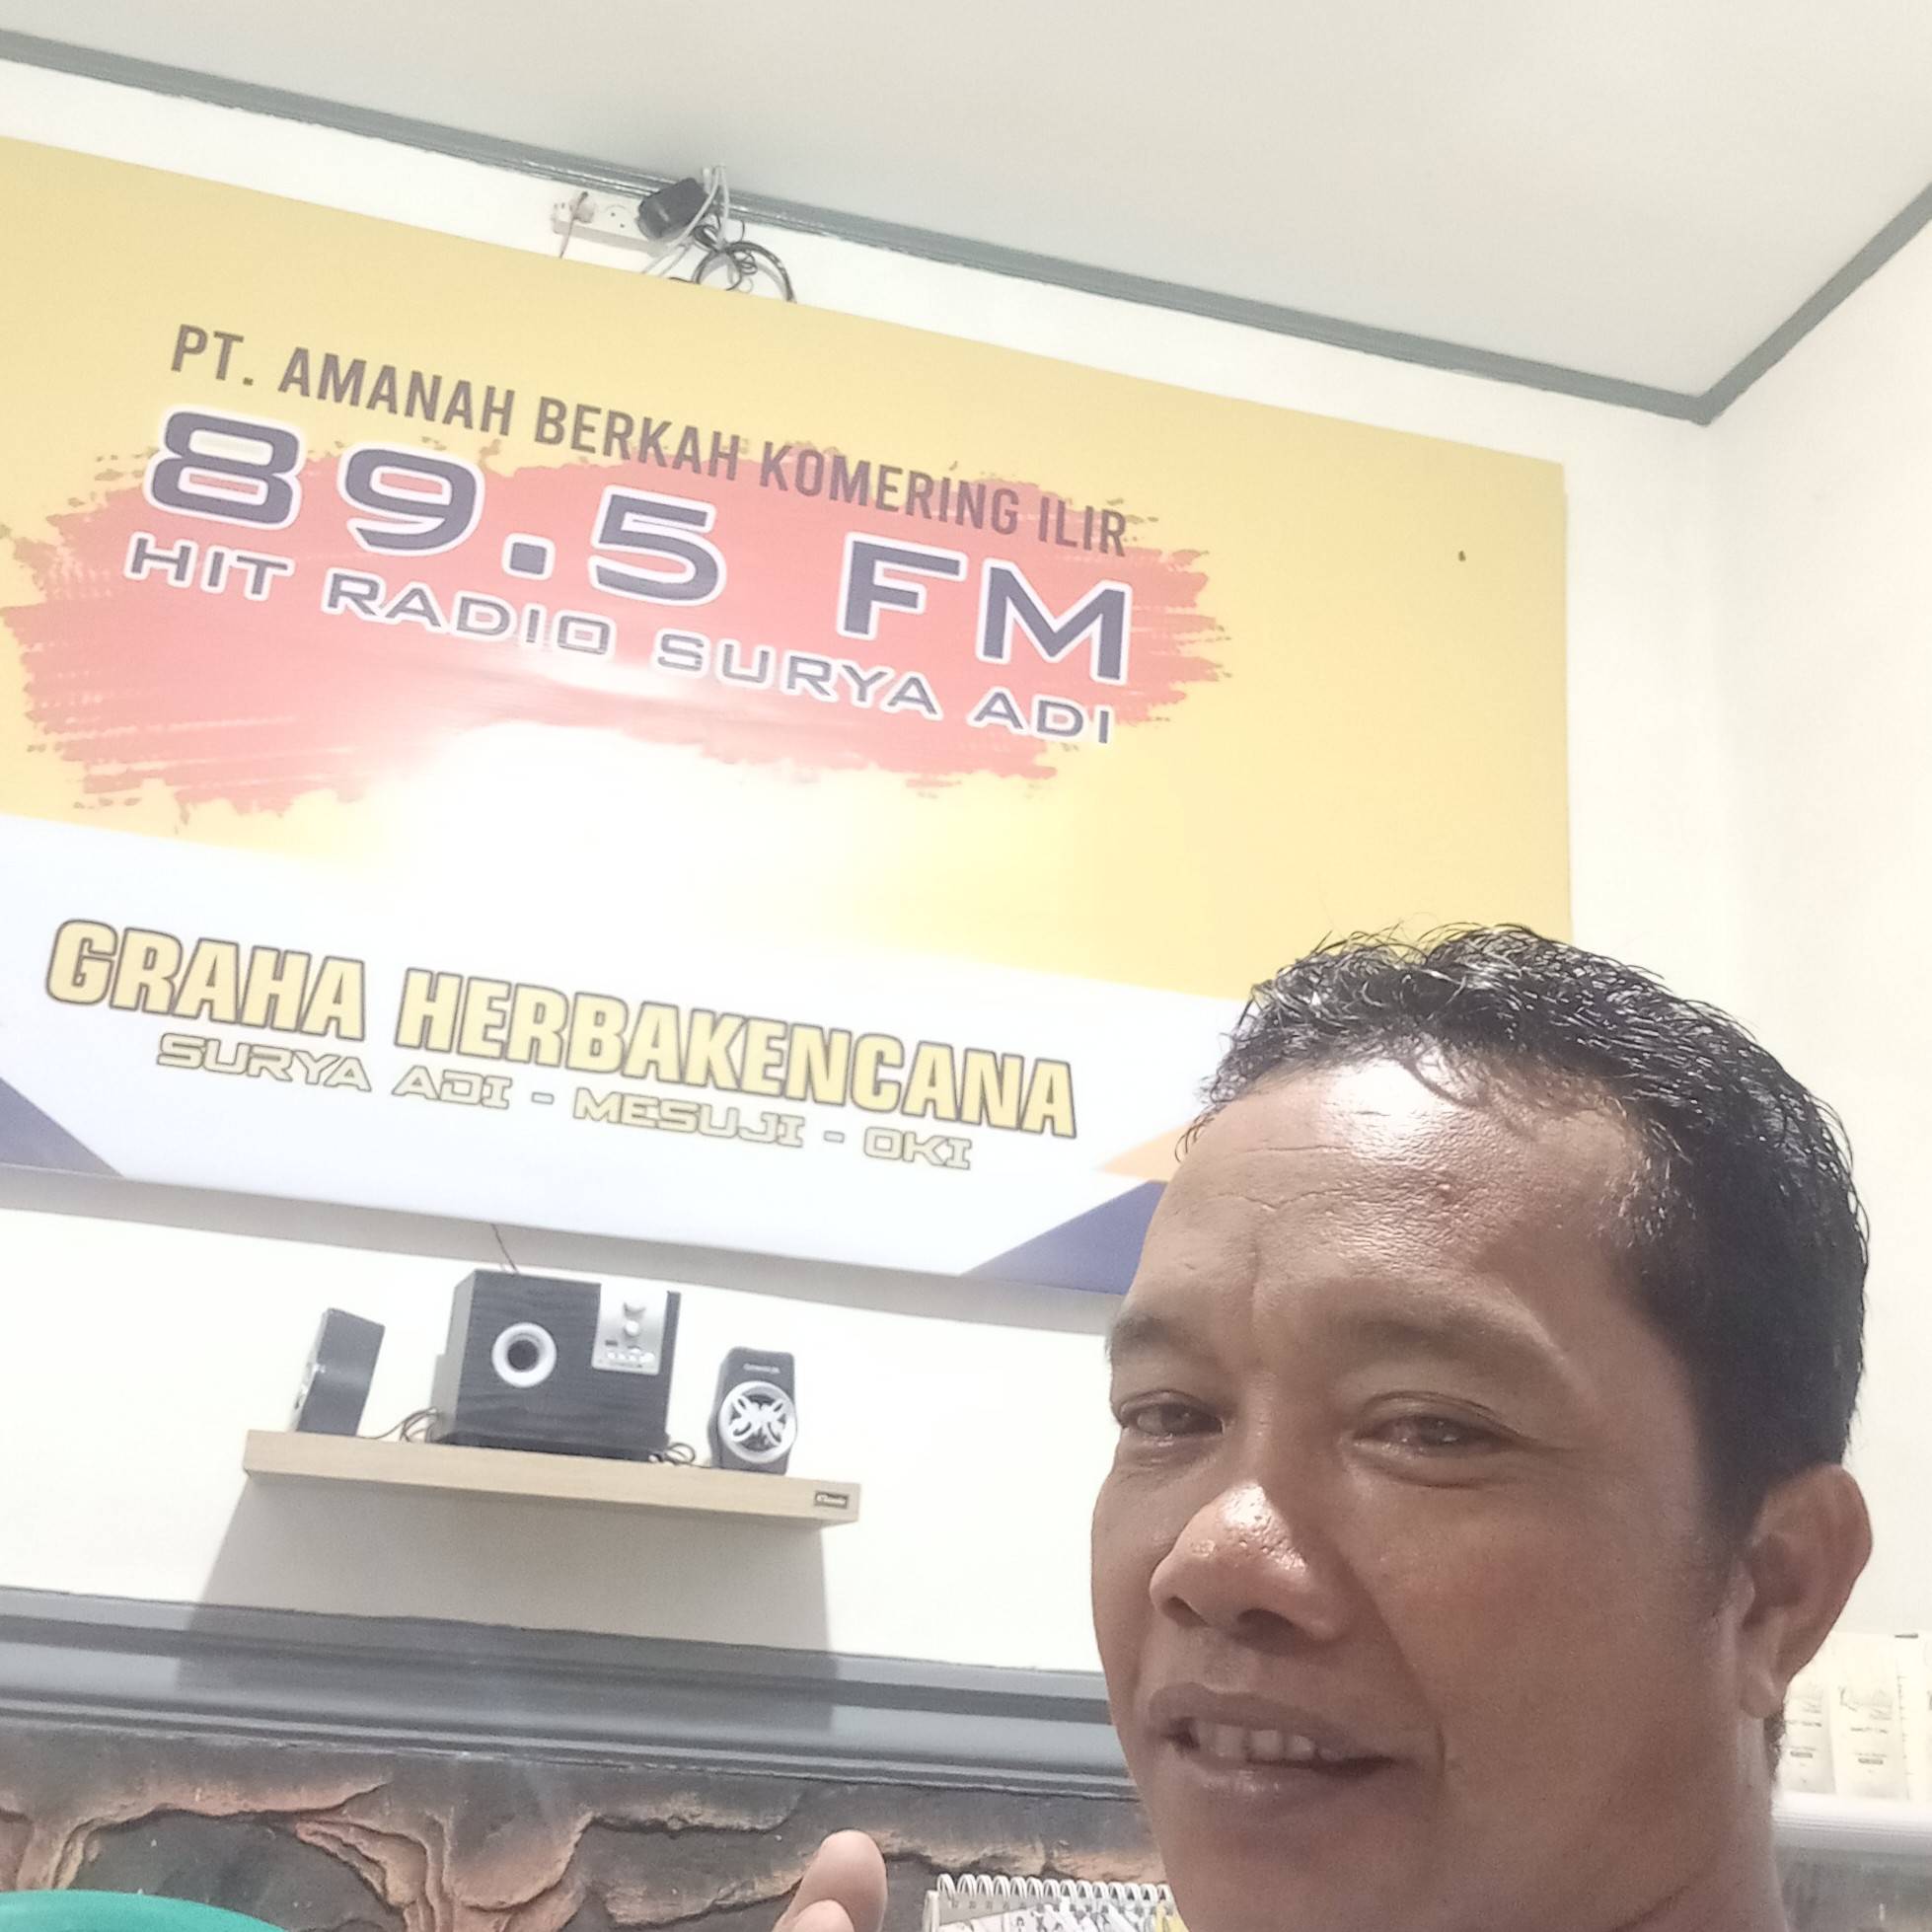 PT. AMANAH BERKAH KOMERING ILIR
89.5 FM
HIT RADIO SURYA ADI
GRAHA HERBAKENCANA
SURYA ADI - MESUJI - OKI